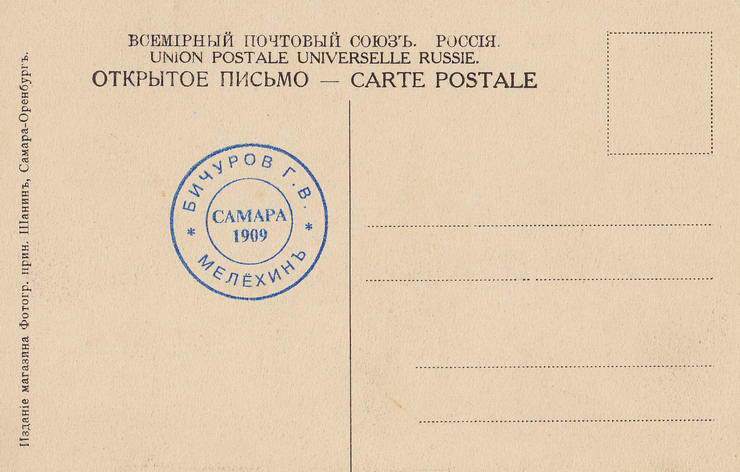 ВСЕМІРНЫЙ ПОЧТОВЫЙ СОЮЗЪ. РОССІЯ.
UNION POSTALE UNIVERSELLE RUSSIE.
ОТКРЫТОЕ ПИСЬМО — CARTE POSTALE
БИЧУРОВ Г. В.
САМАРА
1909
* МЕЛЁХИНЪ *
Изданіе магазина Фотогр. прин. Шанинъ, Самара-Оренбургъ.